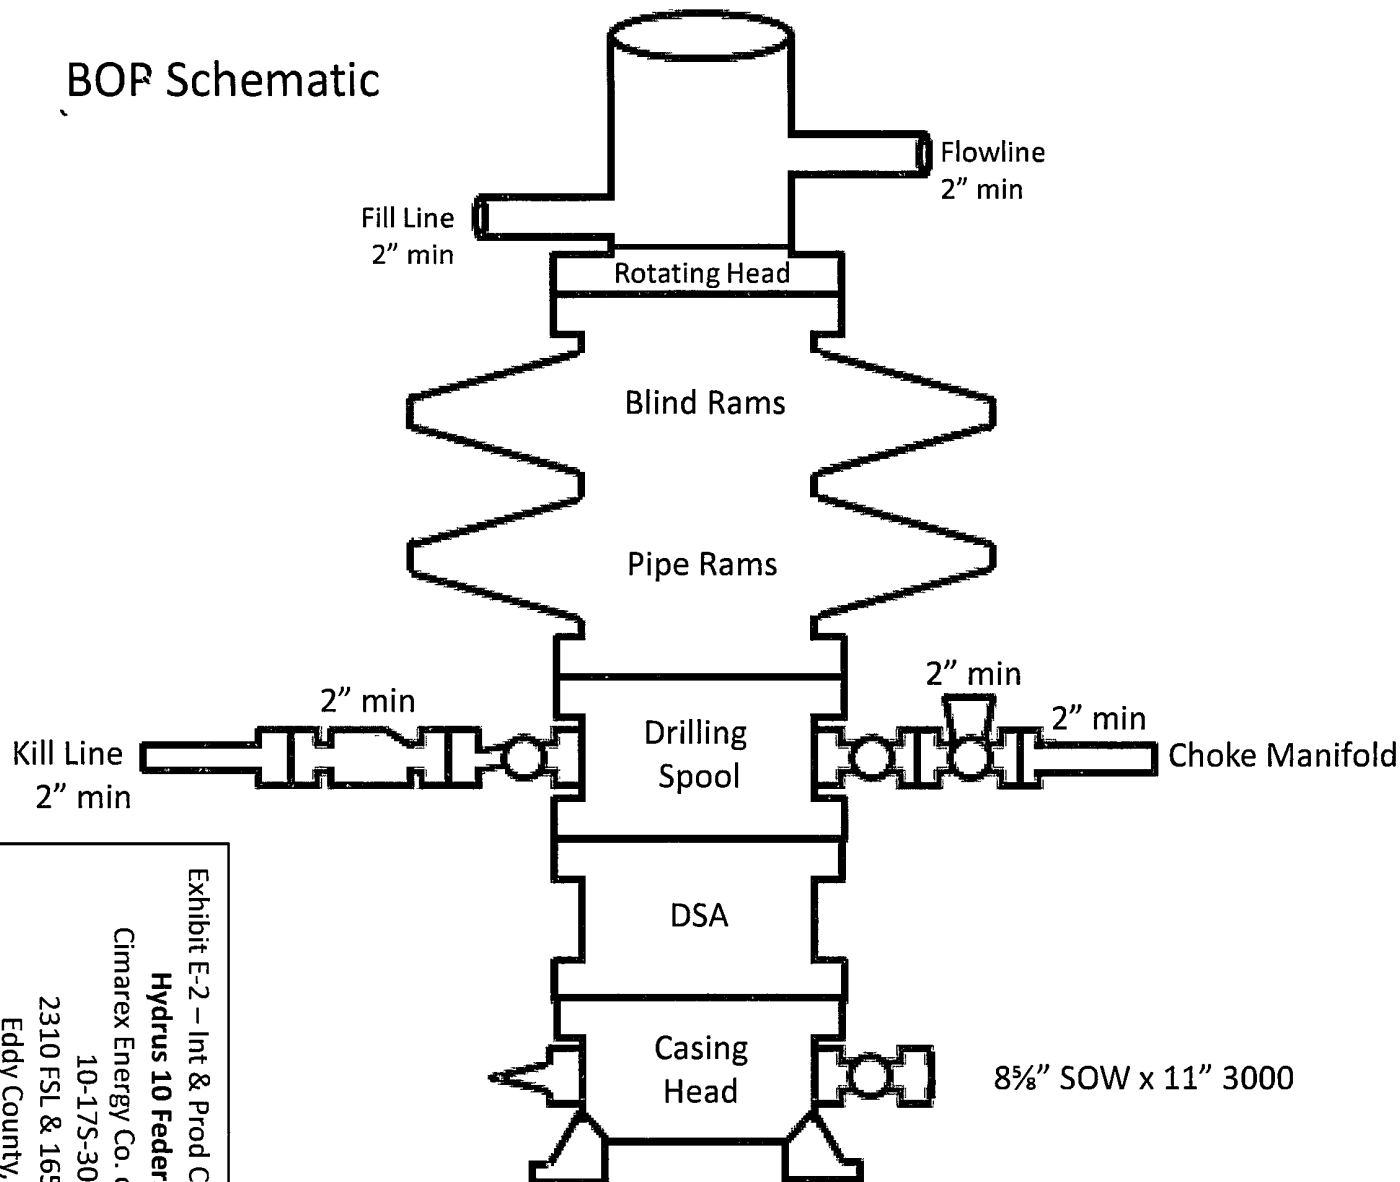 BOP Schematic
Flowline
2” min
Fill Line
2” min
Rotating Head
Blind Rams
Pipe Rams
2” min
2” min
2” min
Drilling
Spool
Kill Line
2” min
Choke Manifold
DSA
Casing
Head
8⅝” SOW x 11” 3000
Exhibit E-2 – Int & Prod C
Hydrus 10 Feder
Cimarex Energy Co.
10-17S-30
2310 FSL & 165
Eddy County,